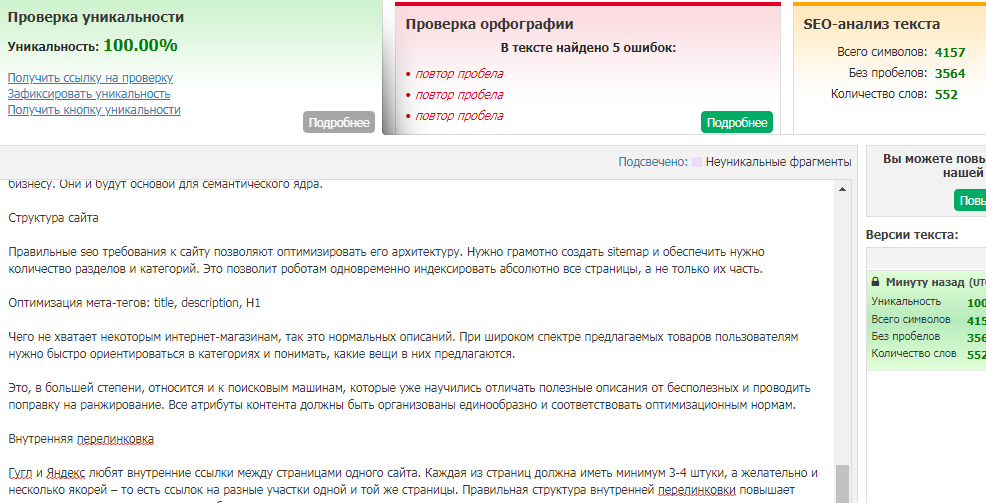 Проверка уникальности
Уникальность: 100.00%
Получить ссылку на проверку
Зафиксировать уникальность
Получить кнопку уникальности
Подробнее
Проверка орфографии
В тексте найдено 5 ошибок:
• повтор пробела
• повтор пробела
• повтор пробела
Подробнее
SEO-анализ текста
Всего символов: 4157
Без пробелов: 3564
Количество слов: 552
Подсвечено: Неуникальные фрагменты
бизнесу. Они и будут основой для семантического ядра.
Структура сайта
Правильные seo требования к сайту позволяют оптимизировать его архитектуру. Нужно грамотно создать sitemap и обеспечить нужно
количество разделов и категорий. Это позволит роботам одновременно индексировать абсолютно все страницы, а не только их часть.
Оптимизация мета-тегов: title, description, H1
Чего не хватает некоторым интернет-магазинам, так это нормальных описаний. При широком спектре предлагаемых товаров пользователям
нужно быстро ориентироваться в категориях и понимать, какие вещи в них предлагаются.
Это, в большей степени, относится и к поисковым машинам, которые уже научились отличать полезные описания от бесполезных и проводить
поправку на ранжирование. Все атрибуты контента должны быть организованы единообразно и соответствовать оптимизационным нормам.
Внутренняя перелинковка
Гугл и Яндекс любят внутренние ссылки между страницами одного сайта. Каждая из страниц должна иметь минимум 3-4 штуки, а желательно и
несколько якорей – то есть ссылок на разные участки одной и той же страницы. Правильная структура внутренней перелинковки повышает
Вы можете повы
нашей
Повы
Версии текста:
Минуту назад (UT
Уникальность 100
Всего символов 415
Без пробелов 356
Количество слов 552